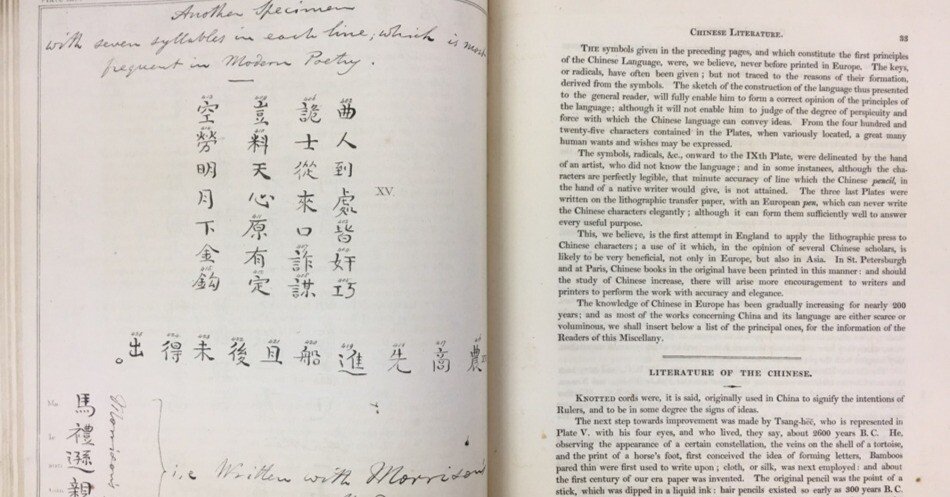 Another Specimen
with seven syllables in each line, which is most
frequent in Modern Poetry.
曲人到處皆奸巧
詭士從來口詐謀
豈料天心原有定
空勞明月下金鈎
XV.
農高先進船且後未得出。
馬禮遜親
Morrison's
i.e. Written with Morrison
CHINESE LITERATURE. 33
THE symbols given in the preceding pages, and which constitute the first principles
of the Chinese Language, were, we believe, never before printed in Europe. The keys,
or radicals, have often been given; but not traced to the reasons of their formation,
derived from the symbols. The sketch of the construction of the language thus presented
to the general reader, will fully enable him to form a correct opinion of the principles of
the language; although it will not enable him to judge of the degree of perspicuity and
force with which the Chinese language can convey ideas. From the four hundred and
twenty-five characters contained in the Plates, when variously located, a great many
human wants and wishes may be expressed.
The symbols, radicals, &c., onward to the IXth Plate, were delineated by the hand
of an artist, who did not know the language; and in some instances, although the cha-
racters are perfectly legible, that minute accuracy of line which the Chinese pencil, in
the hand of a native writer would give, is not attained. The three last Plates were
written on the lithographic transfer paper, with an European pen, which can never write
the Chinese characters elegantly; although it can form them sufficiently well to answer
every useful purpose.
This, we believe, is the first attempt in England to apply the lithographic press to
Chinese characters; a use of it which, in the opinion of several Chinese scholars, is
likely to be very beneficial, not only in Europe, but also in Asia. In St. Petersburgh
and at Paris, Chinese books in the original have been printed in this manner: and should
the study of Chinese increase, there will arise more encouragement to writers and
printers to perform the work with accuracy and elegance.
The knowledge of Chinese in Europe has been gradually increasing for nearly 200
years; and as most of the works concerning China and its language are either scarce or
voluminous, we shall insert below a list of the principal ones, for the information of the
Readers of this Miscellany.
LITERATURE OF THE CHINESE.
KNOTTED cords were, it is said, originally used in China to signify the intentions of
Rulers, and to be in some degree the signs of ideas.
The next step towards improvement was made by Tsang-hëë, who is represented in
Plate V. with his four eyes, and who lived, they say, about 2600 years B. C. He,
observing the appearance of a certain constellation, the veins on the shell of a tortoise,
and the print of a horse's foot, first conceived the idea of forming letters, Bamboos
pared thin were first used to write upon; cloth, or silk, was next employed: and about
the first century of our era paper was invented. The original pencil was the point of a
stick, which was dipped in a liquid ink: hair pencils existed so early as 300 years B. C.